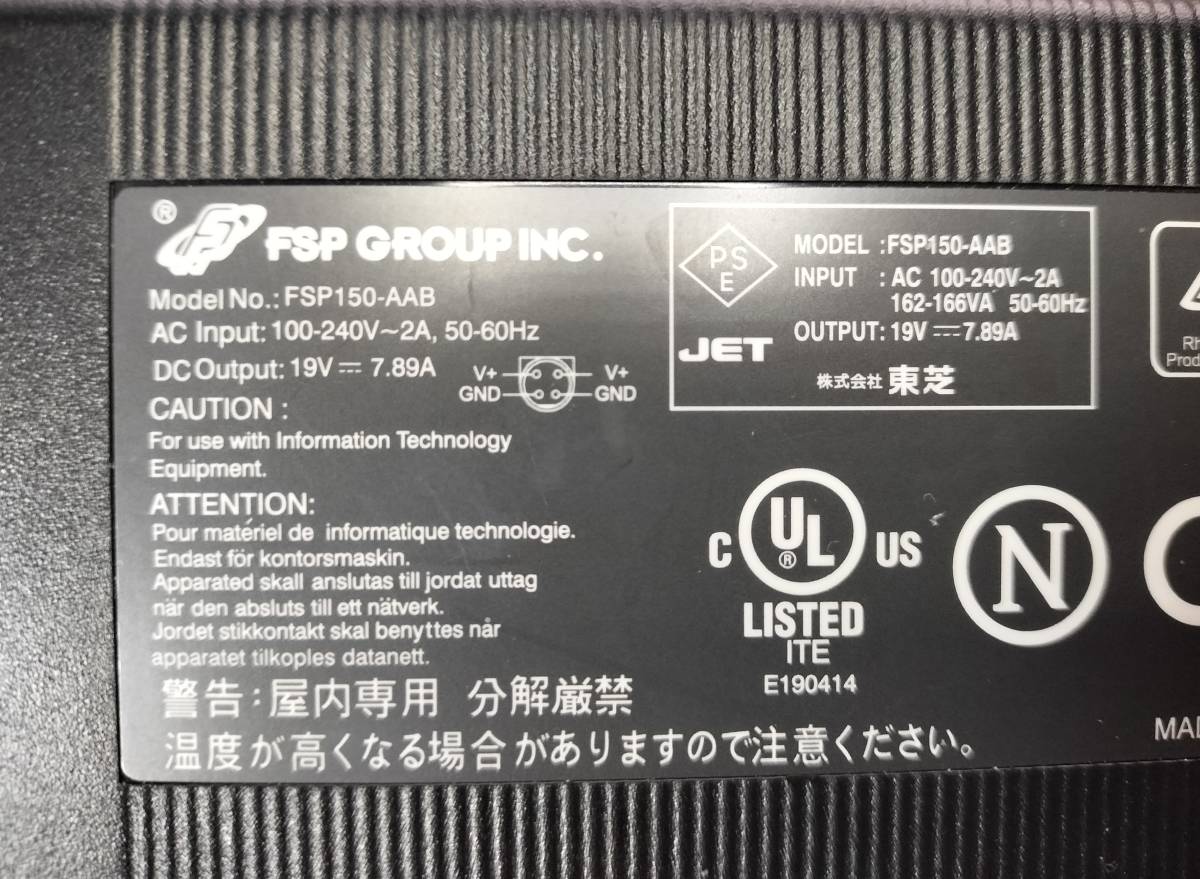 ® FSP GROUP INC.
Model No.: FSP150-AAB
AC Input: 100-240V~2A, 50-60Hz
DC Output: 19V ⎓ 7.89A
V+ V+
GND GND
CAUTION :
For use with Information Technology
Equipment.
ATTENTION:
Pour matériel de informatique technologie.
Endast för kontorsmaskin.
Apparated skall anslutas till jordat uttag
när den absluts till ett nätverk.
Jordet stikkontakt skal benyttes når
apparatet tilkoples datanett.
警告:屋内専用 分解厳禁
温度が高くなる場合がありますので注意ください。
PS
E
JET
MODEL :FSP150-AAB
INPUT : AC 100-240V~2A
162-166VA 50-60Hz
OUTPUT: 19V ⎓ 7.89A
株式会社 東芝
C UL® US
LISTED
ITE
E190414
N